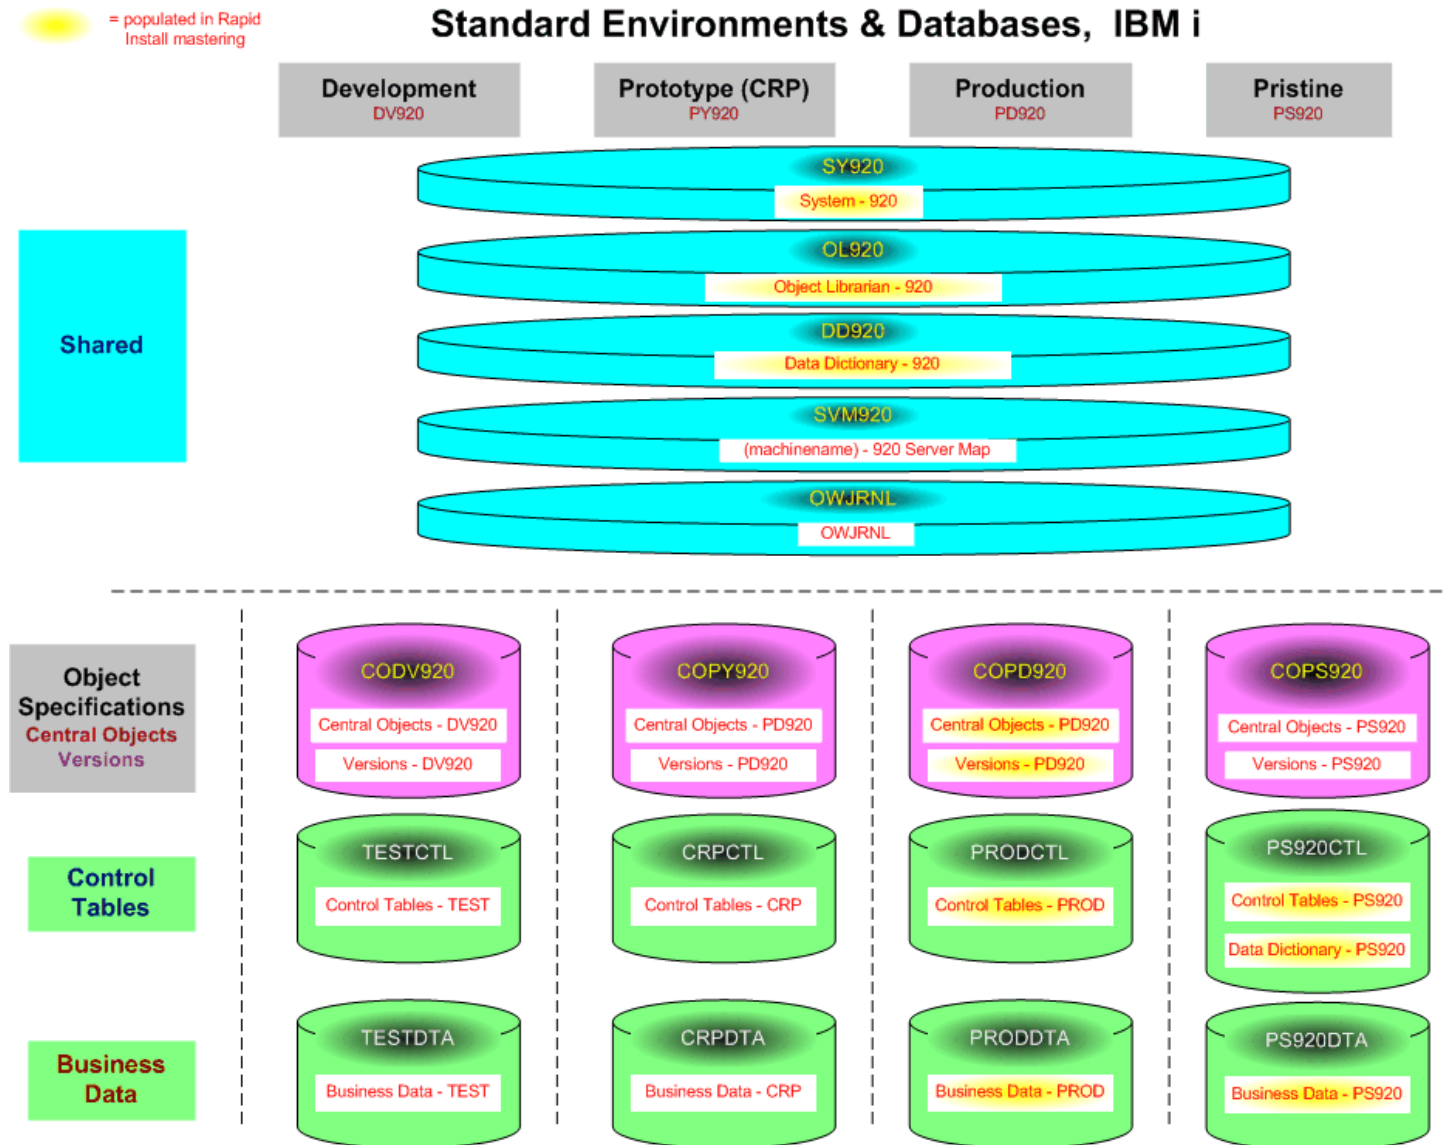 = populated in Rapid
Install mastering
Standard Environments & Databases, IBM i
Development
DV920
Prototype (CRP)
PY920
Production
PD920
Pristine
PS920
Shared
SY920
System - 920
OL920
Object Librarian - 920
DD920
Data Dictionary - 920
SVM920
(machinename) - 920 Server Map
OWJRNL
OWJRNL
Object
Specifications
Central Objects
Versions
CODV920
Central Objects - DV920
Versions - DV920
COPY920
Central Objects - PD920
Versions - PD920
COPD920
Central Objects - PD920
Versions - PD920
COPS920
Central Objects - PS920
Versions - PS920
Control
Tables
TESTCTL
Control Tables - TEST
CRPCTL
Control Tables - CRP
PRODCTL
Control Tables - PROD
PS920CTL
Control Tables - PS920
Data Dictionary - PS920
Business
Data
TESTDTA
Business Data - TEST
CRPDTA
Business Data - CRP
PRODDTA
Business Data - PROD
PS920DTA
Business Data - PS920